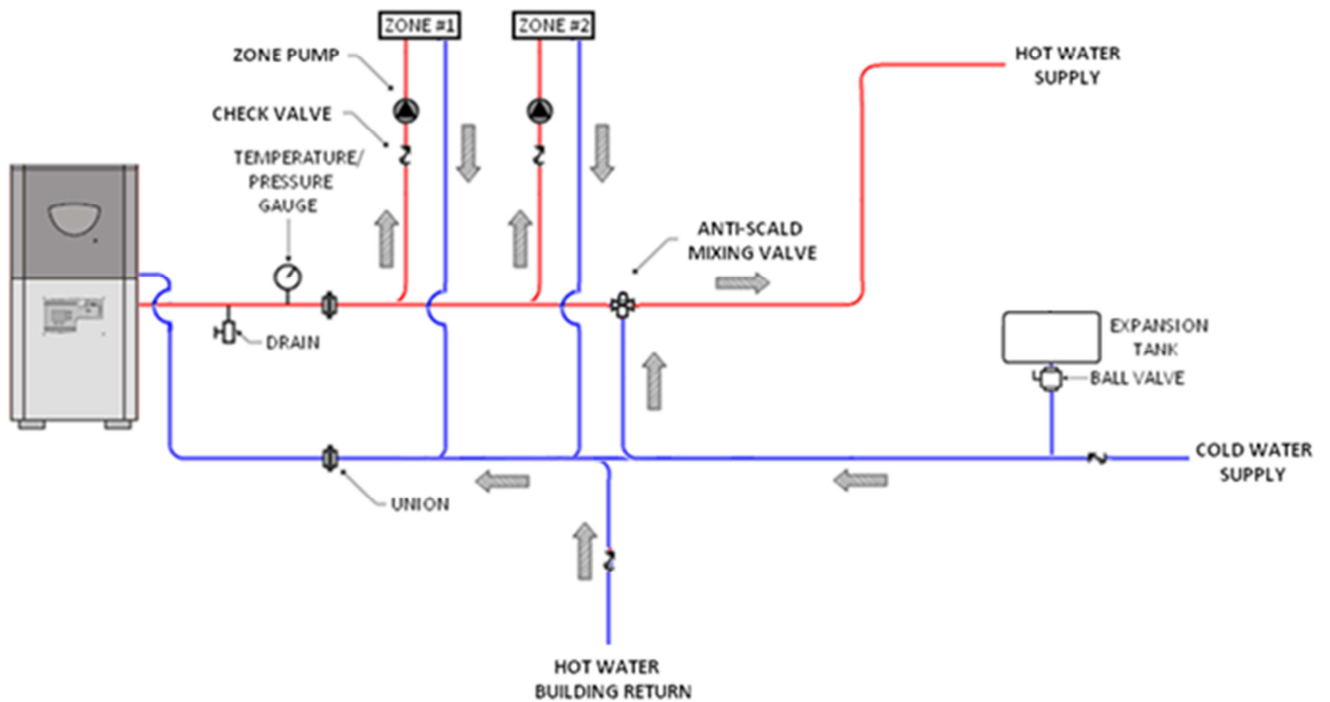 ZONE #1
ZONE #2
ZONE PUMP
HOT WATER
SUPPLY
CHECK VALVE
TEMPERATURE/
PRESSURE
GAUGE
ANTI-SCALD
MIXING VALVE
DRAIN
EXPANSION
TANK
BALL VALVE
COLD WATER
SUPPLY
UNION
HOT WATER
BUILDING RETURN